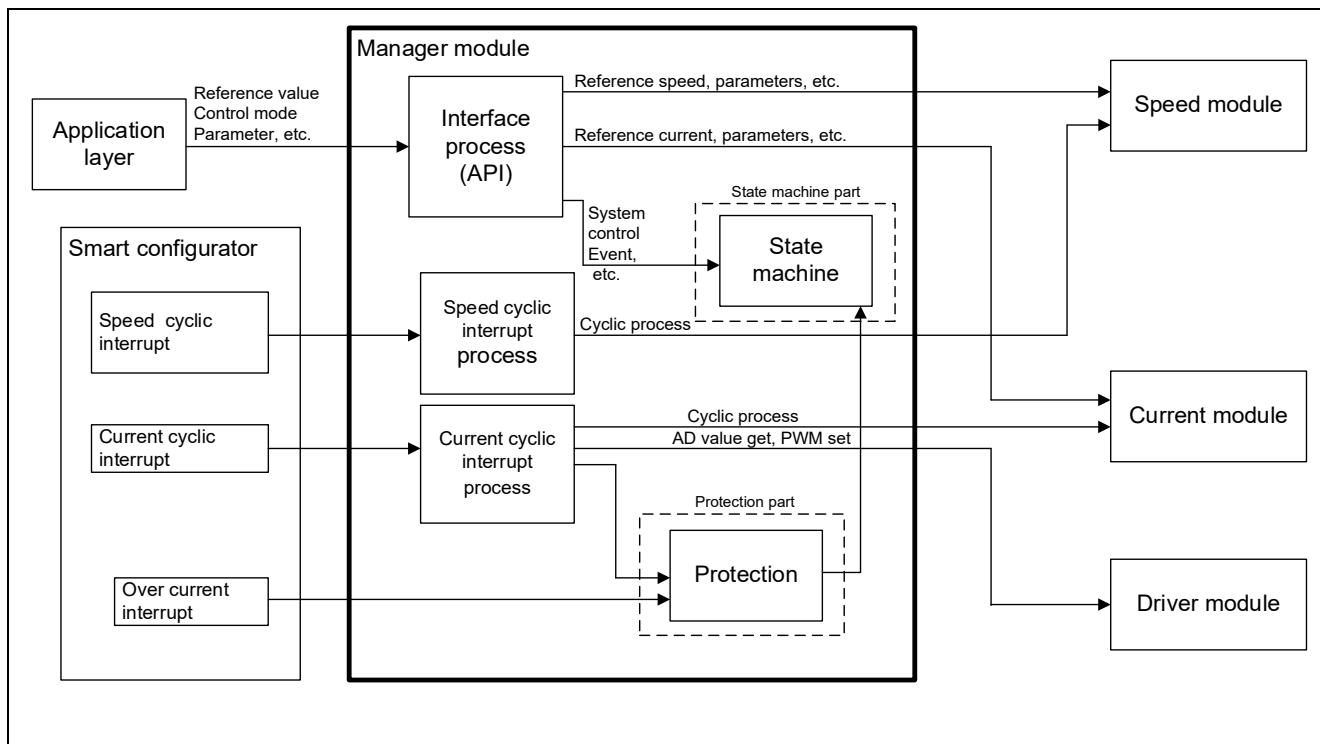 Manager module
Reference value
Control mode
Parameter, etc.
Application
layer
Interface
process
(API)
Reference speed, parameters, etc.
Reference current, parameters, etc.
Speed module
State machine part
System
control
Event,
etc.
State
machine
Smart configurator
Speed cyclic
interrupt
Speed cyclic
interrupt
process
Cyclic process
Current cyclic
interrupt
Current cyclic
interrupt
process
Cyclic process
AD value get, PWM set
Current module
Protection part
Protection
Over current
interrupt
Driver module